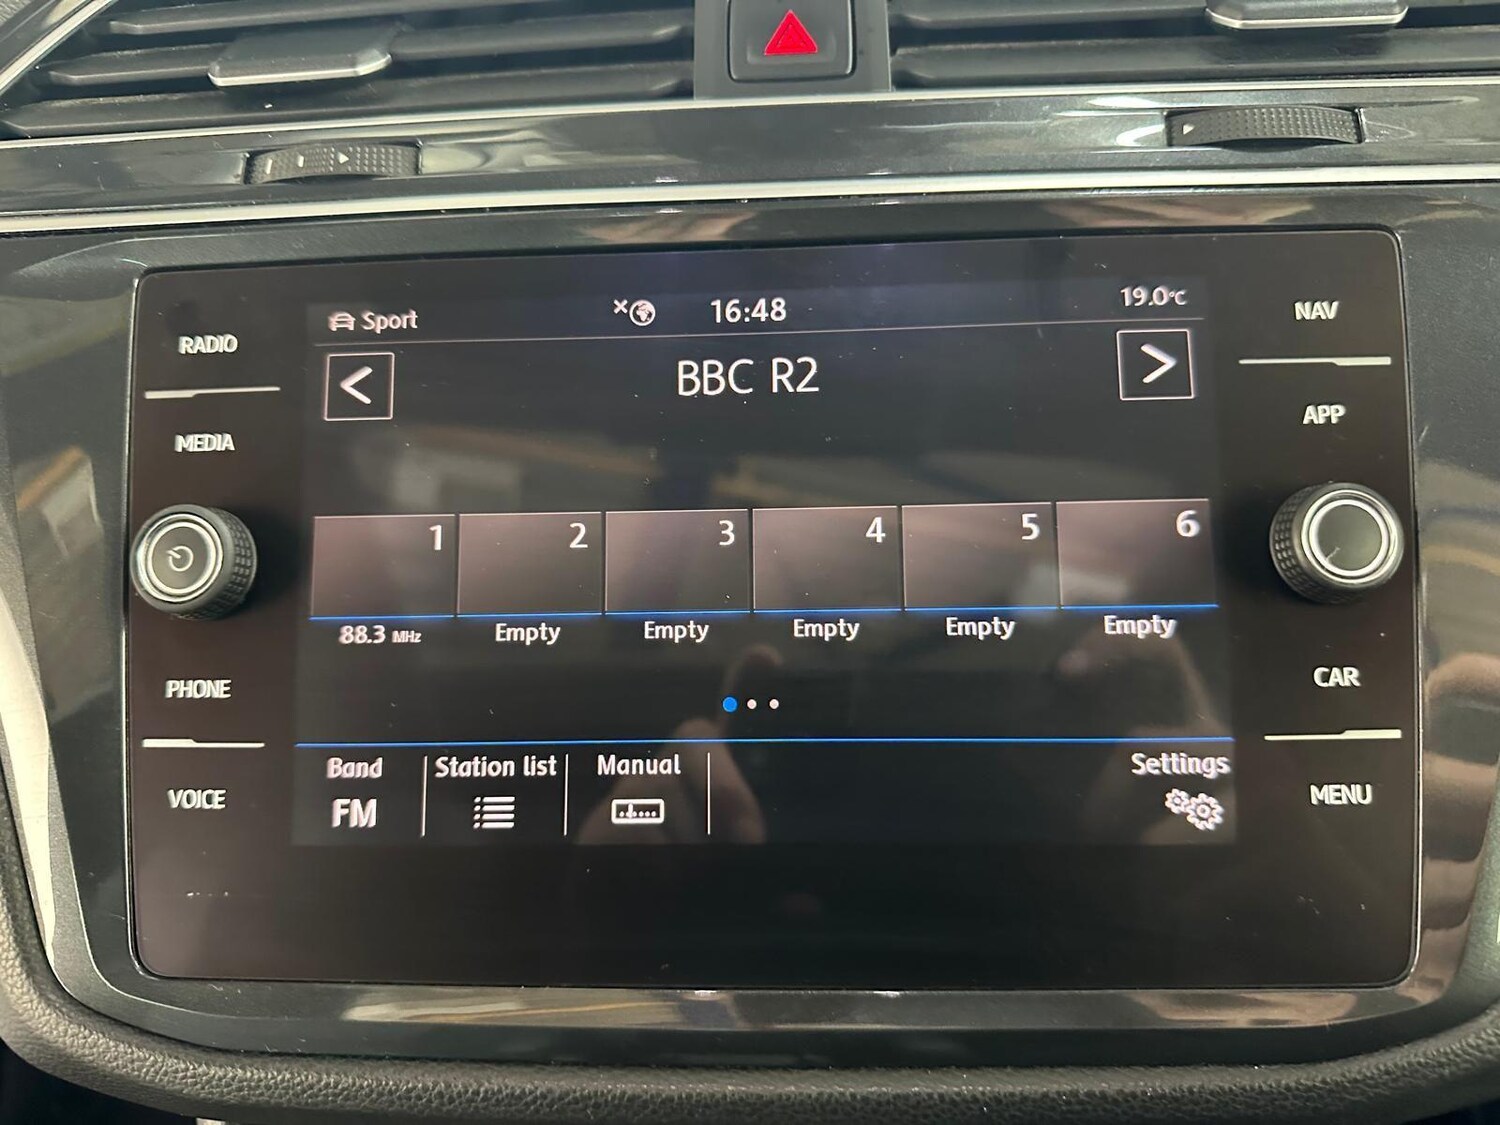 Sport 16:48 19.0°C
RADIO
NAV
< BBC R2 >
MEDIA
APP
1 2 3 4 5 6
88.3 MHz Empty Empty Empty Empty Empty
PHONE
CAR
Band Station list Manual Settings
FM
VOICE
MENU